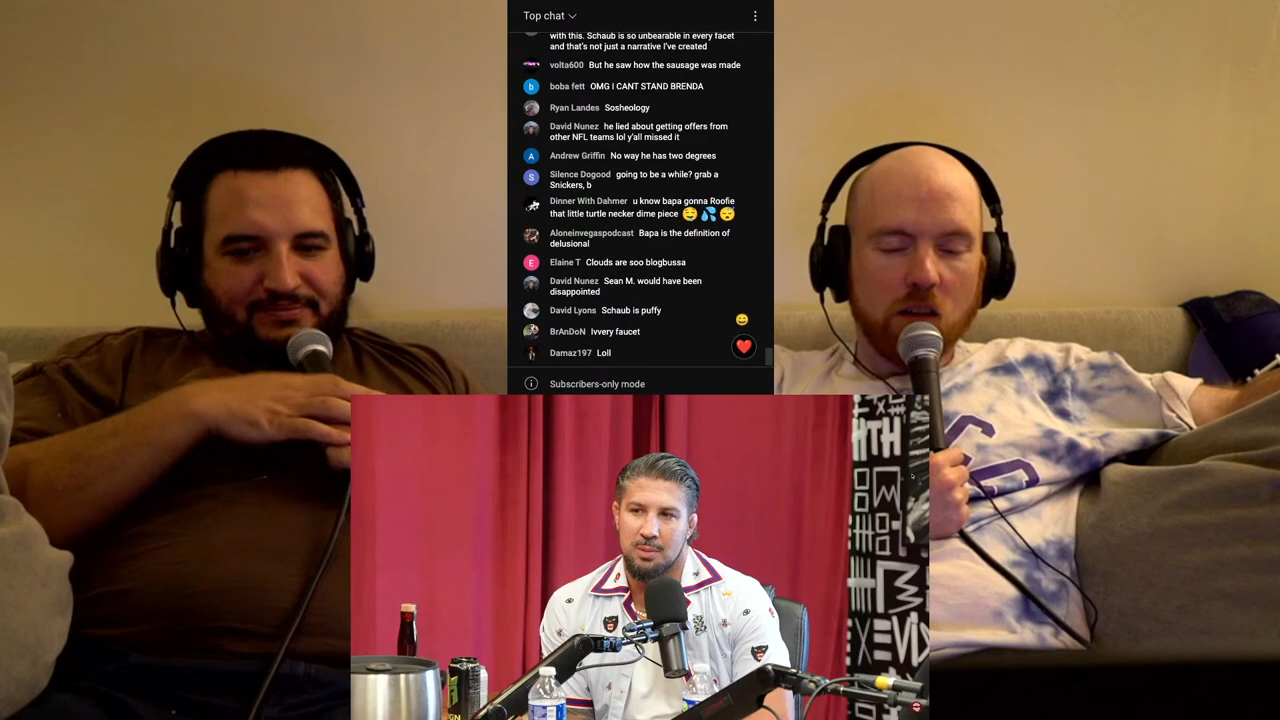 Top chat
with this. Schaub is so unbearable in every facet
and that's not just a narrative I've created
volta600 But he saw how the sausage was made
boba fett OMG I CANT STAND BRENDA
Ryan Landes Sosheology
David Nunez he lied about getting offers from
other NFL teams lol y'all missed it
Andrew Griffin No way he has two degrees
Silence Dogood going to be a while? grab a
Snickers, b
Dinner With Dahmer u know bapa gonna Roofie
that little turtle necker dime piece 🤤💦😴
Aloneinvegaspodcast Bapa is the definition of
delusional
Elaine T Clouds are soo blogbussa
David Nunez Sean M. would have been
disappointed
David Lyons Schaub is puffy
BrAnDoN Ivvery faucet
Damaz197 Loll
Subscribers-only mode